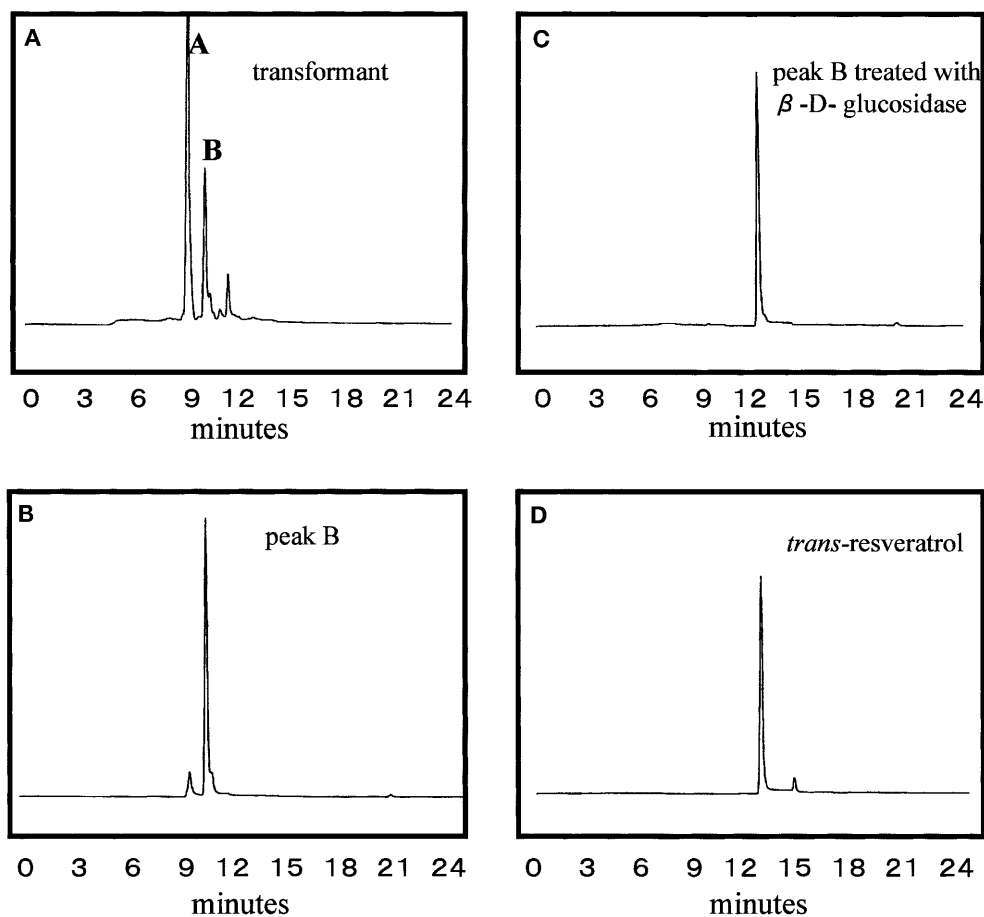 A
A
transformant
B
0 3 6 9 12 15 18 21 24
minutes
C
peak B treated with
β -D- glucosidase
0 3 6 9 12 15 18 21 24
minutes
B
peak B
0 3 6 9 12 15 18 21 24
minutes
D
trans-resveratrol
0 3 6 9 12 15 18 21 24
minutes